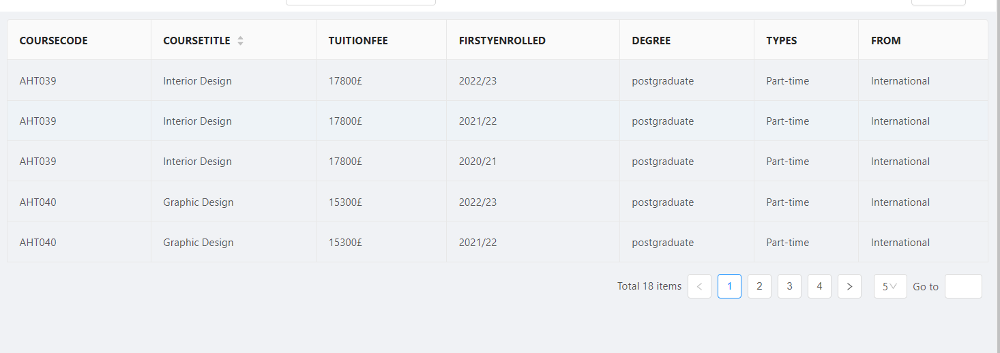 COURSECODE COURSETITLE TUITIONFEE FIRSTYENROLLED DEGREE TYPES FROM
AHT039 Interior Design 17800£ 2022/23 postgraduate Part-time International
AHT039 Interior Design 17800£ 2021/22 postgraduate Part-time International
AHT039 Interior Design 17800£ 2020/21 postgraduate Part-time International
AHT040 Graphic Design 15300£ 2022/23 postgraduate Part-time International
AHT040 Graphic Design 15300£ 2021/22 postgraduate Part-time International
Total 18 items < 1 2 3 4 > 5 Go to